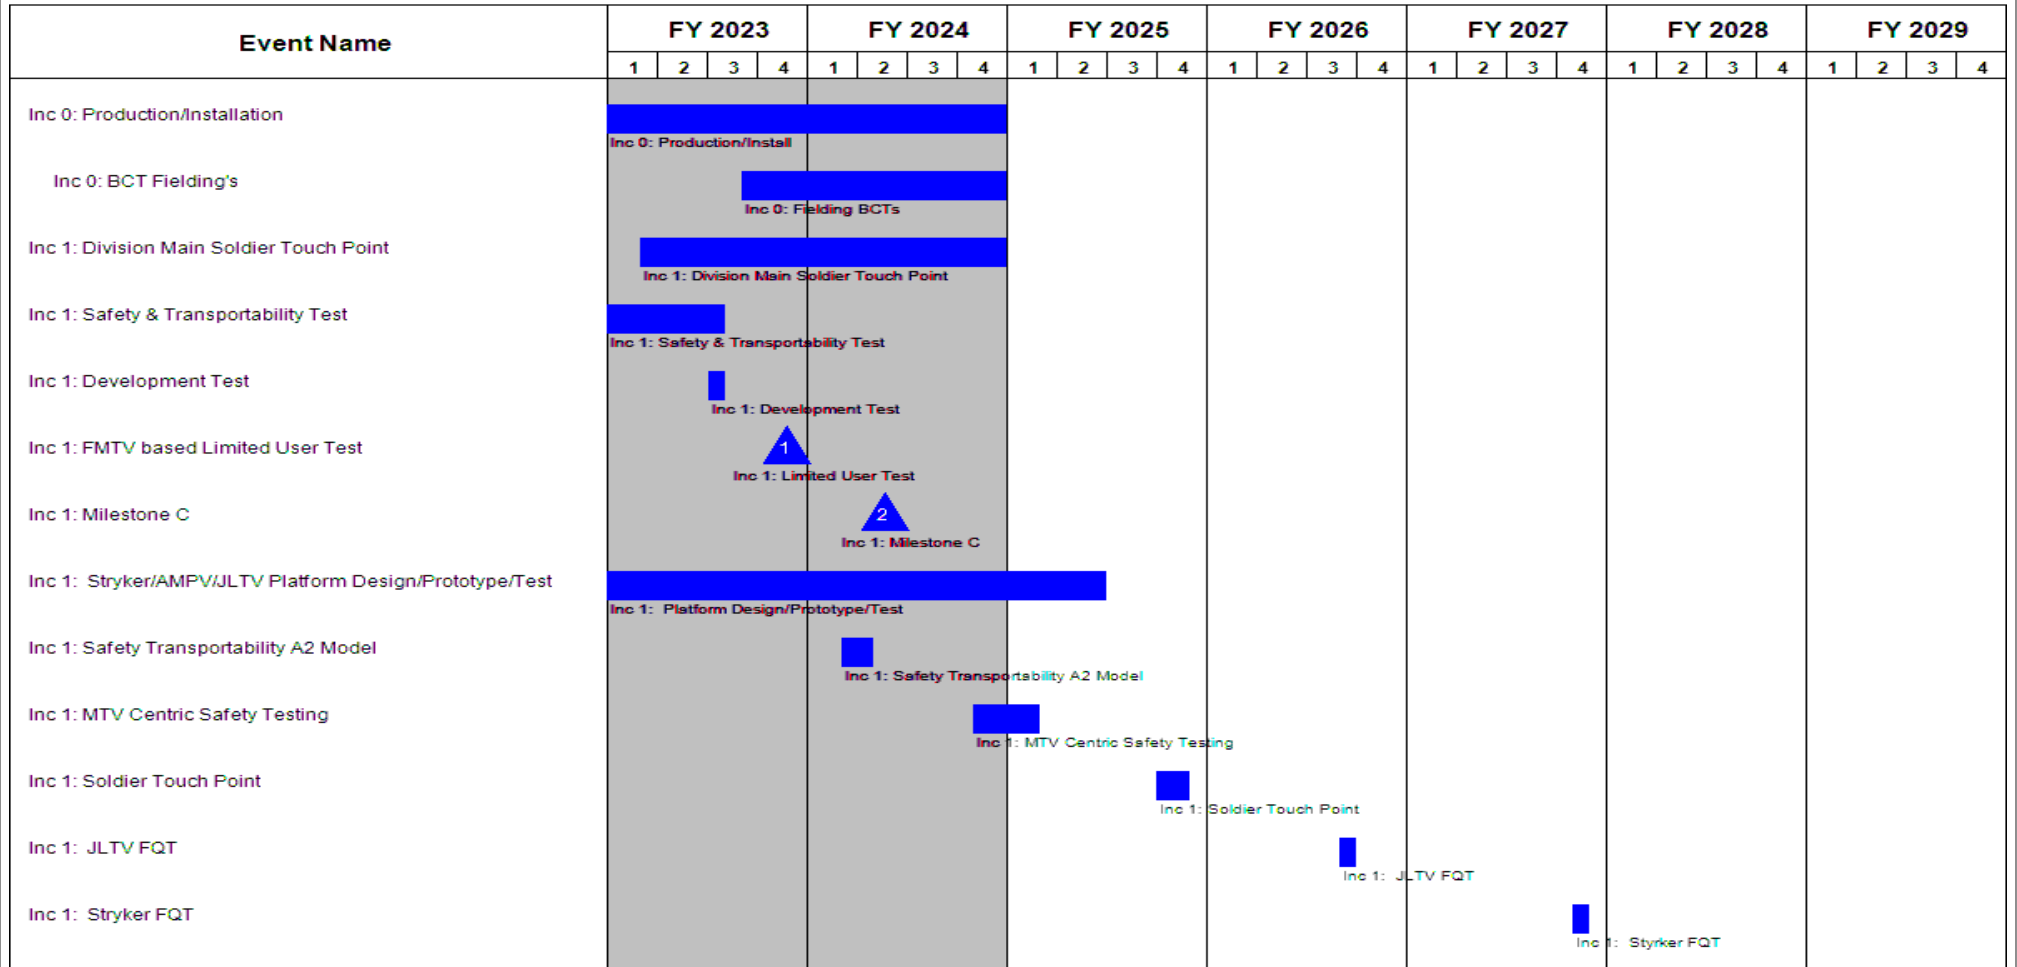 Event Name
FY 2023 FY 2024 FY 2025 FY 2026 FY 2027 FY 2028 FY 2029
1 2 3 4 1 2 3 4 1 2 3 4 1 2 3 4 1 2 3 4 1 2 3 4 1 2 3 4
Inc 0: Production/Installation
Inc 0: Production/Install
Inc 0: BCT Fielding's
Inc 0: Fielding BCTs
Inc 1: Division Main Soldier Touch Point
Inc 1: Division Main Soldier Touch Point
Inc 1: Safety & Transportability Test
Inc 1: Safety & Transportability Test
Inc 1: Development Test
Inc 1: Development Test
Inc 1: FMTV based Limited User Test
1
Inc 1: Limited User Test
Inc 1: Milestone C
2
Inc 1: Milestone C
Inc 1: Stryker/AMPV/JLTV Platform Design/Prototype/Test
Inc 1: Platform Design/Prototype/Test
Inc 1: Safety Transportability A2 Model
Inc 1: Safety Transportability A2 Model
Inc 1: MTV Centric Safety Testing
Inc 1: MTV Centric Safety Testing
Inc 1: Soldier Touch Point
Inc 1: Soldier Touch Point
Inc 1: JLTV FQT
Inc 1: JLTV FQT
Inc 1: Stryker FQT
Inc 1: Styrker FQT